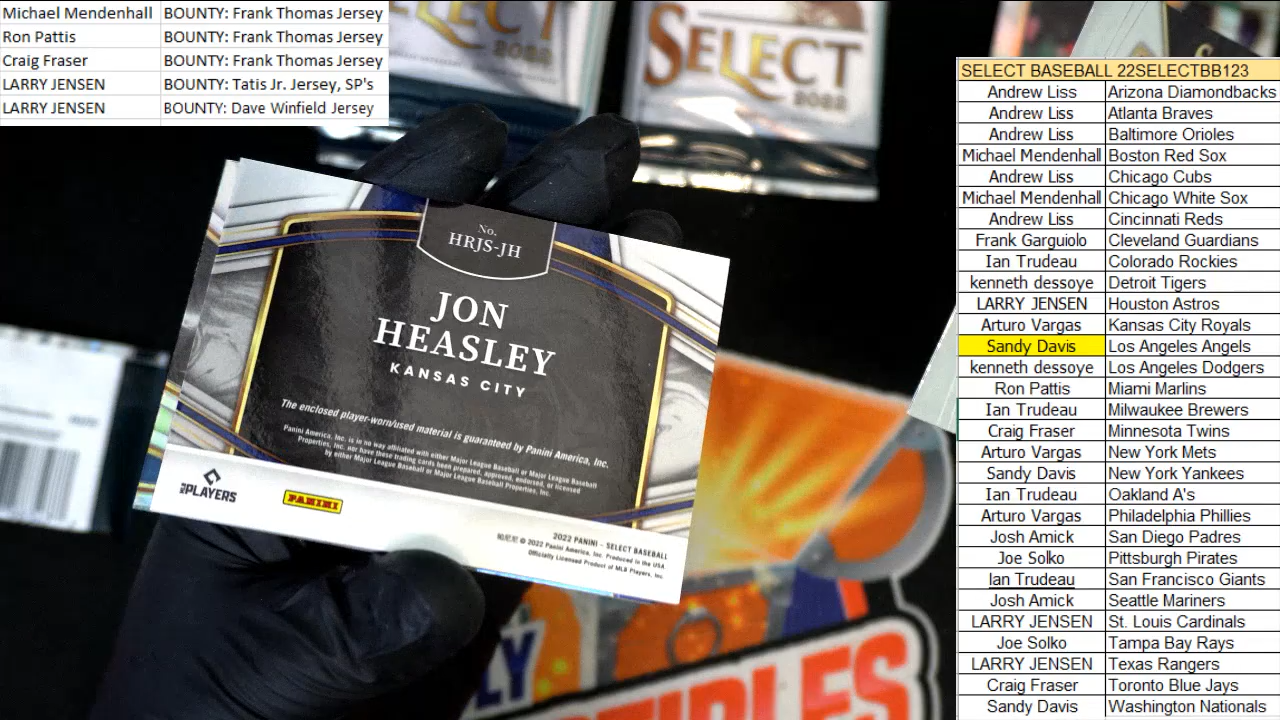 Michael Mendenhall BOUNTY: Frank Thomas Jersey
Ron Pattis BOUNTY: Frank Thomas Jersey
Craig Fraser BOUNTY: Frank Thomas Jersey
LARRY JENSEN BOUNTY: Tatis Jr. Jersey, SP's
LARRY JENSEN BOUNTY: Dave Winfield Jersey
SELECT
2022
SELECT
2022
No.
HRJS-JH
JON
HEASLEY
KANSAS CITY
The enclosed player-worn/used material is guaranteed by Panini America, Inc.
Panini America, Inc. is in no way affiliated with either Major League Baseball or Major League Baseball
Properties, Inc. nor have these trading cards been prepared, approved, endorsed, or licensed
by either Major League Baseball or Major League Baseball Properties, Inc.
PLAYERS
PANINI
2022 PANINI - SELECT BASEBALL
© 2022 Panini America, Inc. Produced in the USA.
Officially Licensed Product of MLB Players, Inc.
SELECT BASEBALL 22SELECTBB123
Andrew Liss Arizona Diamondbacks
Andrew Liss Atlanta Braves
Andrew Liss Baltimore Orioles
Michael Mendenhall Boston Red Sox
Andrew Liss Chicago Cubs
Michael Mendenhall Chicago White Sox
Andrew Liss Cincinnati Reds
Frank Garguiolo Cleveland Guardians
Ian Trudeau Colorado Rockies
kenneth dessoye Detroit Tigers
LARRY JENSEN Houston Astros
Arturo Vargas Kansas City Royals
Sandy Davis Los Angeles Angels
kenneth dessoye Los Angeles Dodgers
Ron Pattis Miami Marlins
Ian Trudeau Milwaukee Brewers
Craig Fraser Minnesota Twins
Arturo Vargas New York Mets
Sandy Davis New York Yankees
Ian Trudeau Oakland A's
Arturo Vargas Philadelphia Phillies
Josh Amick San Diego Padres
Joe Solko Pittsburgh Pirates
Ian Trudeau San Francisco Giants
Josh Amick Seattle Mariners
LARRY JENSEN St. Louis Cardinals
Joe Solko Tampa Bay Rays
LARRY JENSEN Texas Rangers
Craig Fraser Toronto Blue Jays
Sandy Davis Washington Nationals